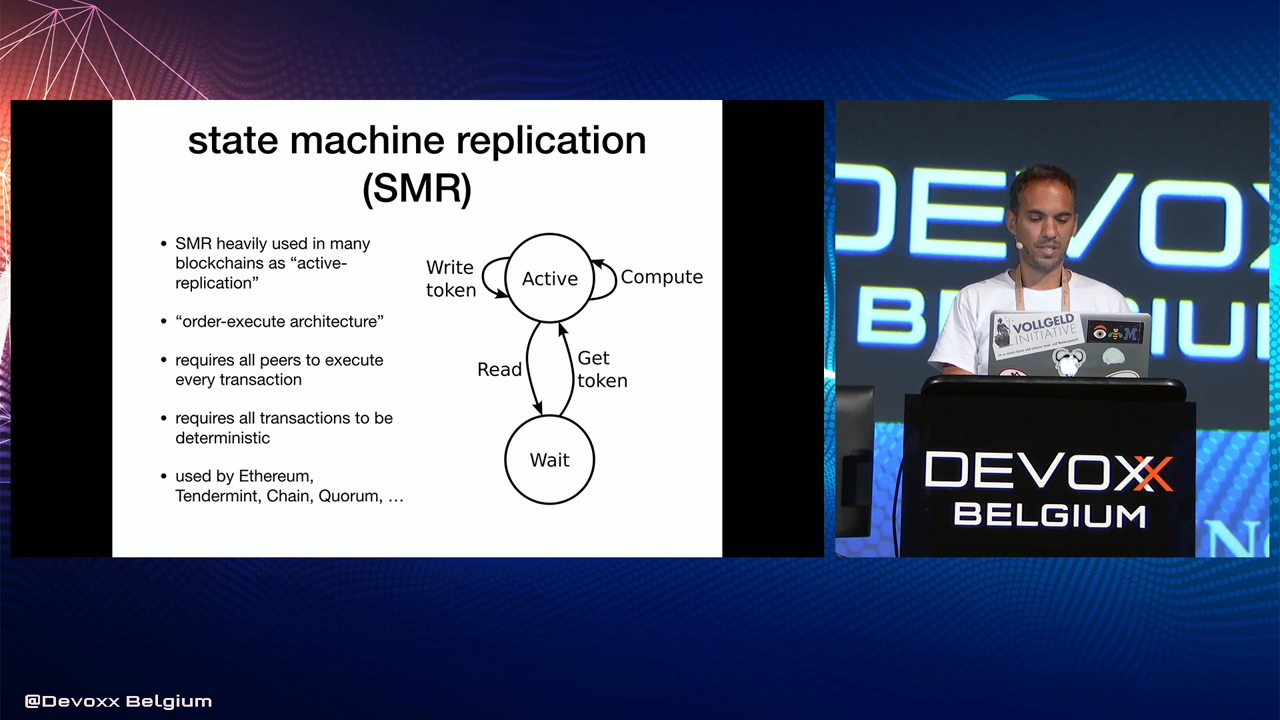 state machine replication
(SMR)
• SMR heavily used in many
blockchains as “active-
replication”
• “order-execute architecture”
• requires all peers to execute
every transaction
• requires all transactions to be
deterministic
• used by Ethereum,
Tendermint, Chain, Quorum, …
Write
token
Active
Compute
Read
Get
token
Wait
DEVOX
BELGIUM
VOLLGELD
INITIATIVE
M
DEVOXX
BELGIUM
@Devoxx Belgium